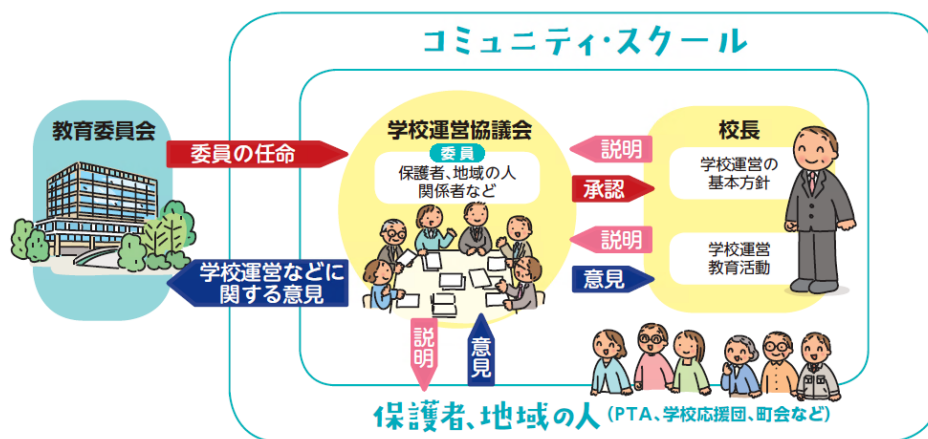 コミュニティ・スクール
教育委員会
委員の任命
学校運営などに
関する意見
学校運営協議会
委員
保護者、地域の人
関係者など
説明
承認
説明
意見
校長
学校運営の
基本方針
学校運営
教育活動
説明
意見
保護者、地域の人(PTA、学校応援団、町会など)